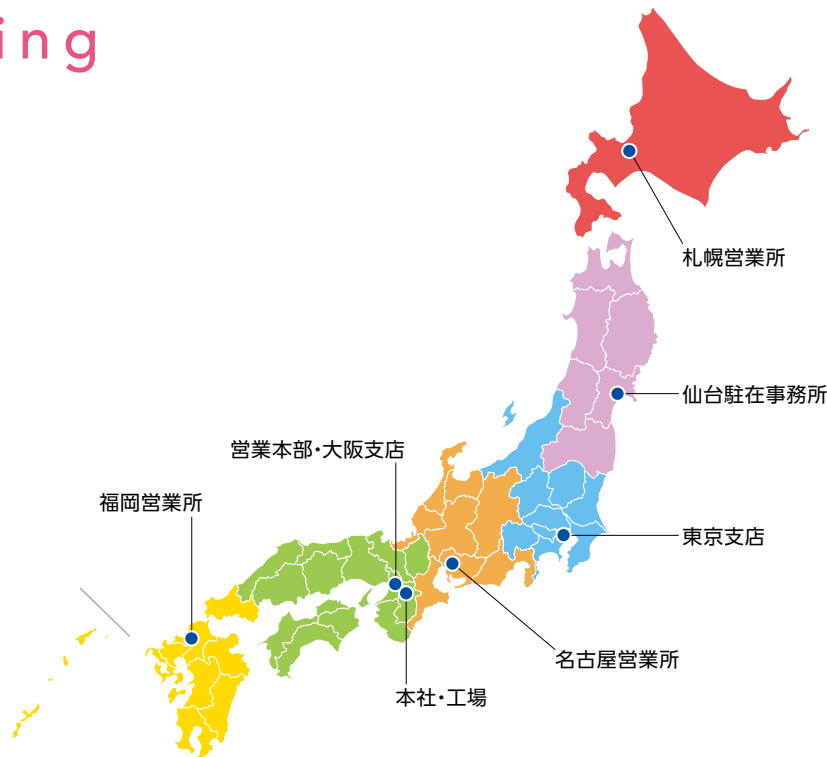 ing
札幌営業所
仙台駐在事務所
営業本部・大阪支店
福岡営業所
東京支店
名古屋営業所
本社・工場